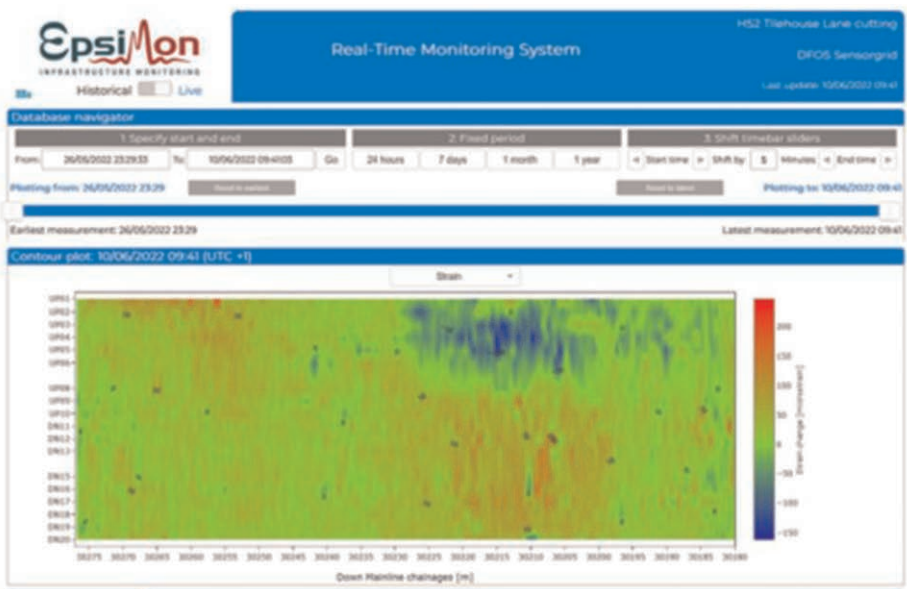 EpsiMon
INFRASTRUCTURE MONITORING
Historical Live
Real-Time Monitoring System
HS2 Tilehouse Lane cutting
DFOS Sensorgrid
Last update: 10/06/2022 09:41
Database navigator
1. Specify start and end
2. Fixed period
3. Shift timebar sliders
From: 26/05/2022 23:29:33 To: 10/06/2022 09:41:03 Go
24 hours 7 days 1 month 1 year
< Start time > Shift by 5 Minutes < End time >
Plotting from: 26/05/2022 23:29
Reset to earliest
Reset to latest
Plotting to: 10/06/2022 09:41
Earliest measurement: 26/05/2022 23:29
Latest measurement: 10/06/2022 09:41
Contour plot: 10/06/2022 09:41 (UTC +1)
Strain
UP01
UP02
UP03
UP04
UP05
UP06
UP08
UP09
UP10
DN11
DN12
DN13
DN15
DN16
DN17
DN18
DN19
DN20
200
150
100
50
0
−50
−100
−150
Strain change [microstrain]
30275 30270 30265 30260 30255 30250 30245 30240 30235 30230 30225 30220 30215 30210 30205 30200 30195 30190 30185 30180
Down Mainline chainages [m]